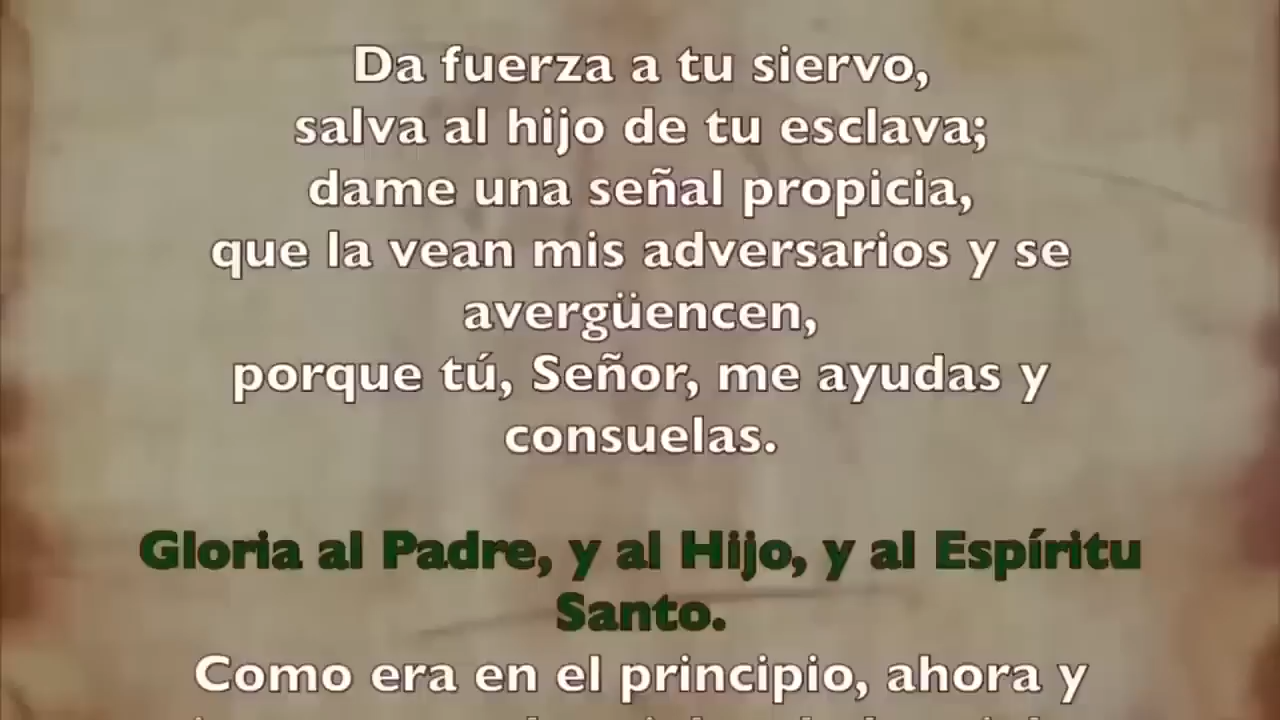 Da fuerza a tu siervo,
salva al hijo de tu esclava;
dame una señal propicia,
que la vean mis adversarios y se
avergüencen,
porque tú, Señor, me ayudas y
consuelas.
Gloria al Padre, y al Hijo, y al Espíritu
Santo.
Como era en el principio, ahora y